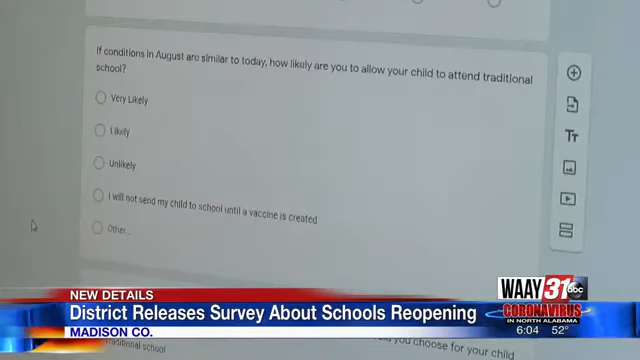 If conditions in August are similar to today, how likely are you to allow your child to attend traditional
school?
Very Likely
Likely
Unlikely
I will not send my child to school until a vaccine is created
Other...
Tт
NEW DETAILS
District Releases Survey About Schools Reopening
MADISON CO.
WAAY 31 abc
CORONAVIRUS
IN NORTH ALABAMA
6:04 52°
you choose for your child
traditional school